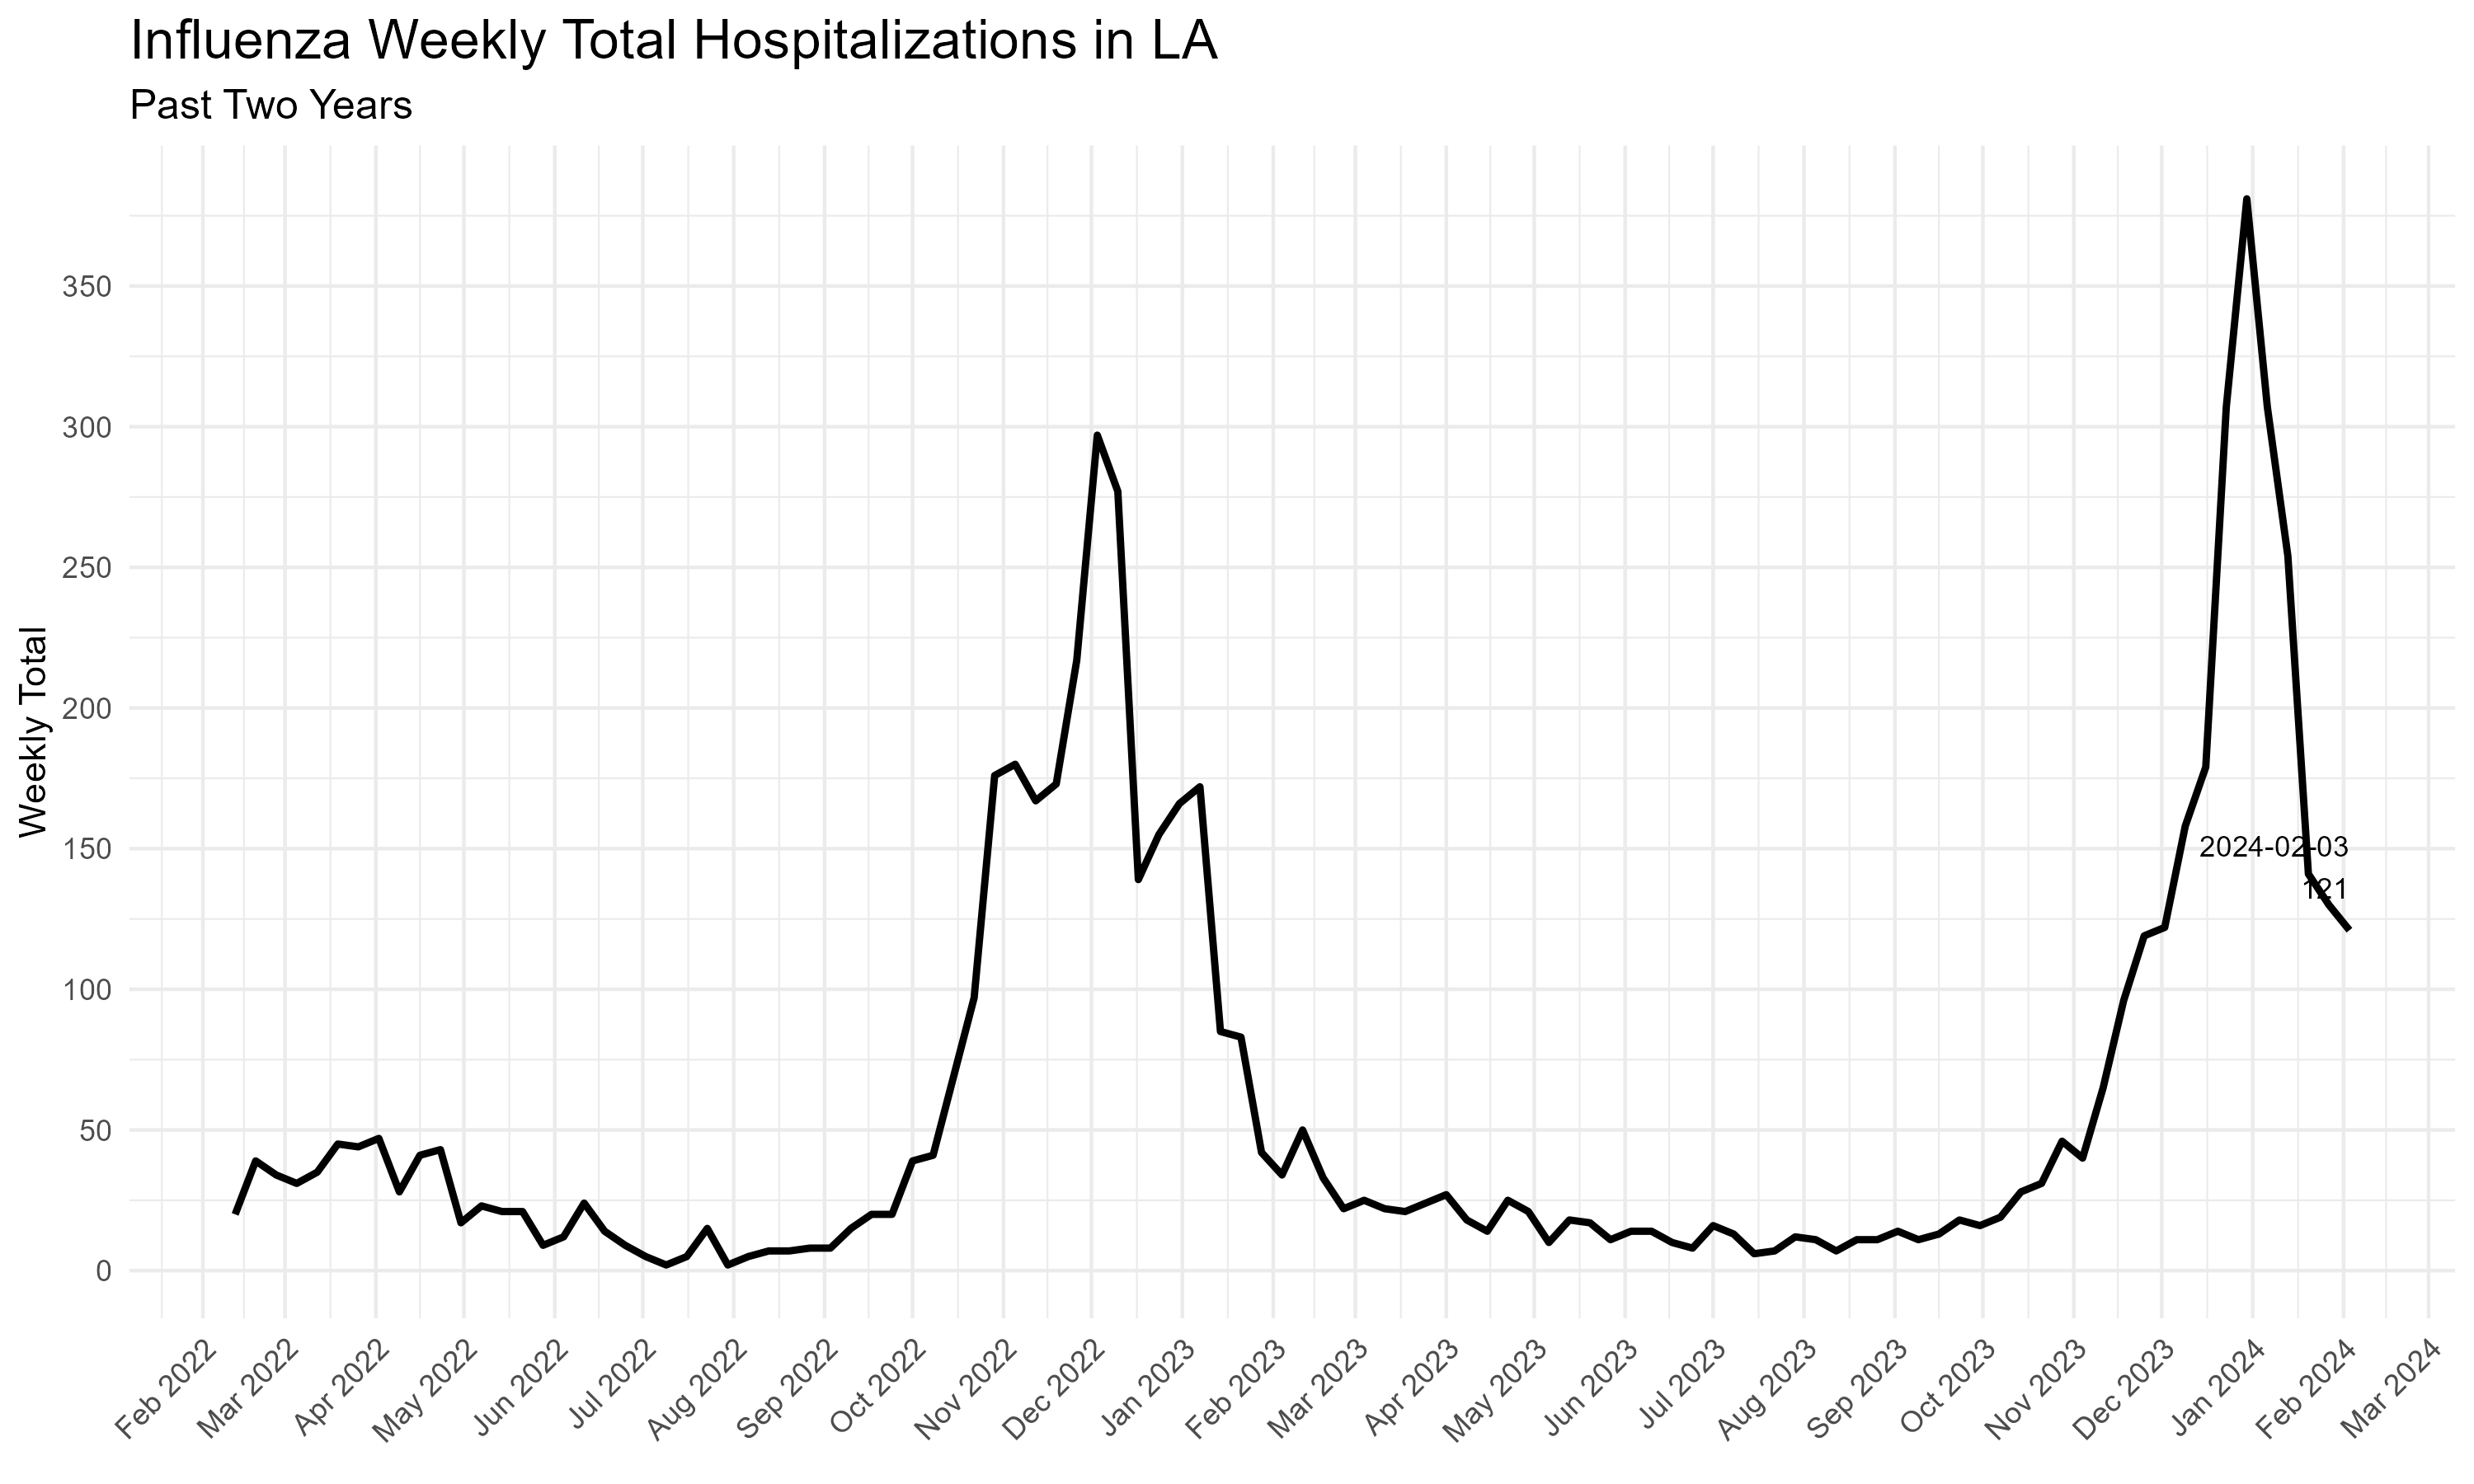 Influenza Weekly Total Hospitalizations in LA
Past Two Years
Weekly Total
350
300
250
200
150
100
50
0
2024-02-03
121
Feb 2022
Mar 2022
Apr 2022
May 2022
Jun 2022
Jul 2022
Aug 2022
Sep 2022
Oct 2022
Nov 2022
Dec 2022
Jan 2023
Feb 2023
Mar 2023
Apr 2023
May 2023
Jun 2023
Jul 2023
Aug 2023
Sep 2023
Oct 2023
Nov 2023
Dec 2023
Jan 2024
Feb 2024
Mar 2024